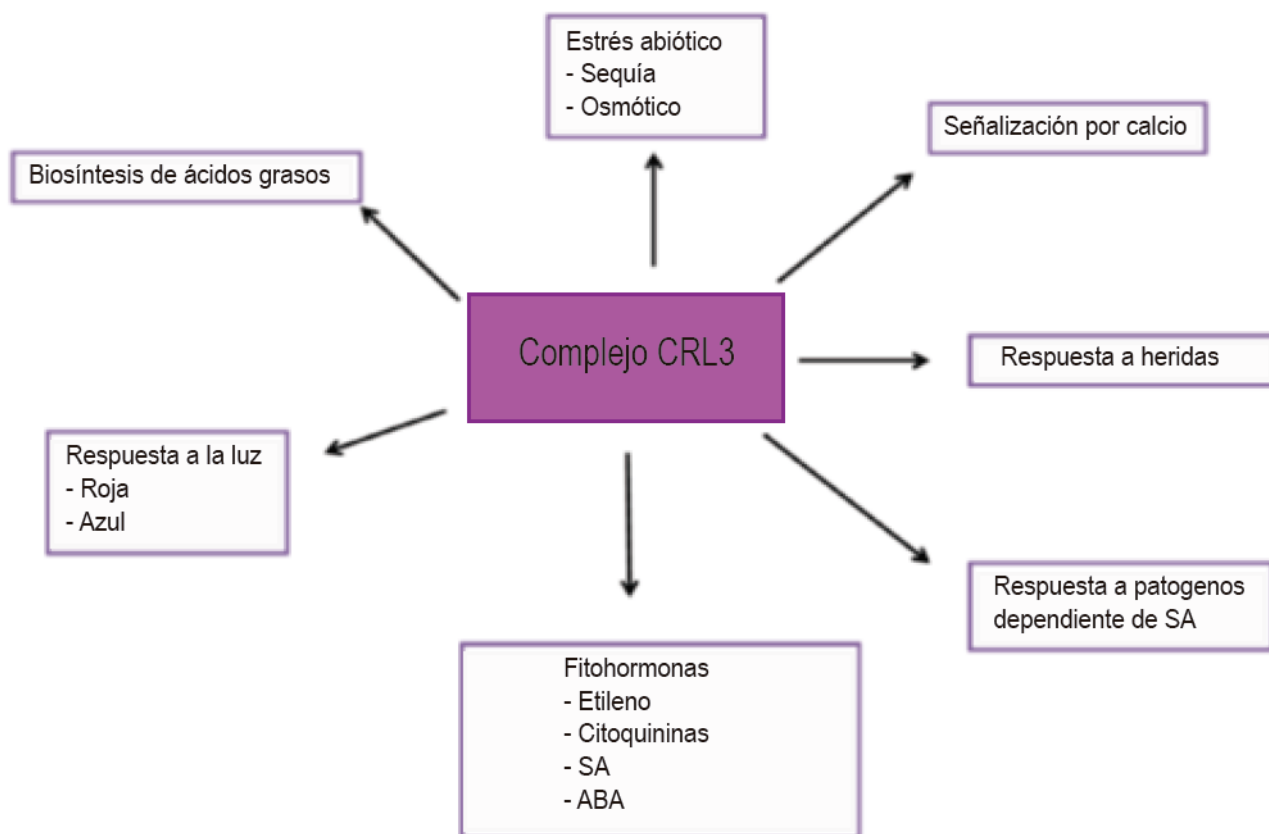 Estrés abiótico
- Sequía
- Osmótico
Señalización por calcio
Biosíntesis de ácidos grasos
Complejo CRL3
Respuesta a heridas
Respuesta a la luz
- Roja
- Azul
Respuesta a patogenos
dependiente de SA
Fitohormonas
- Etileno
- Citoquininas
- SA
- ABA